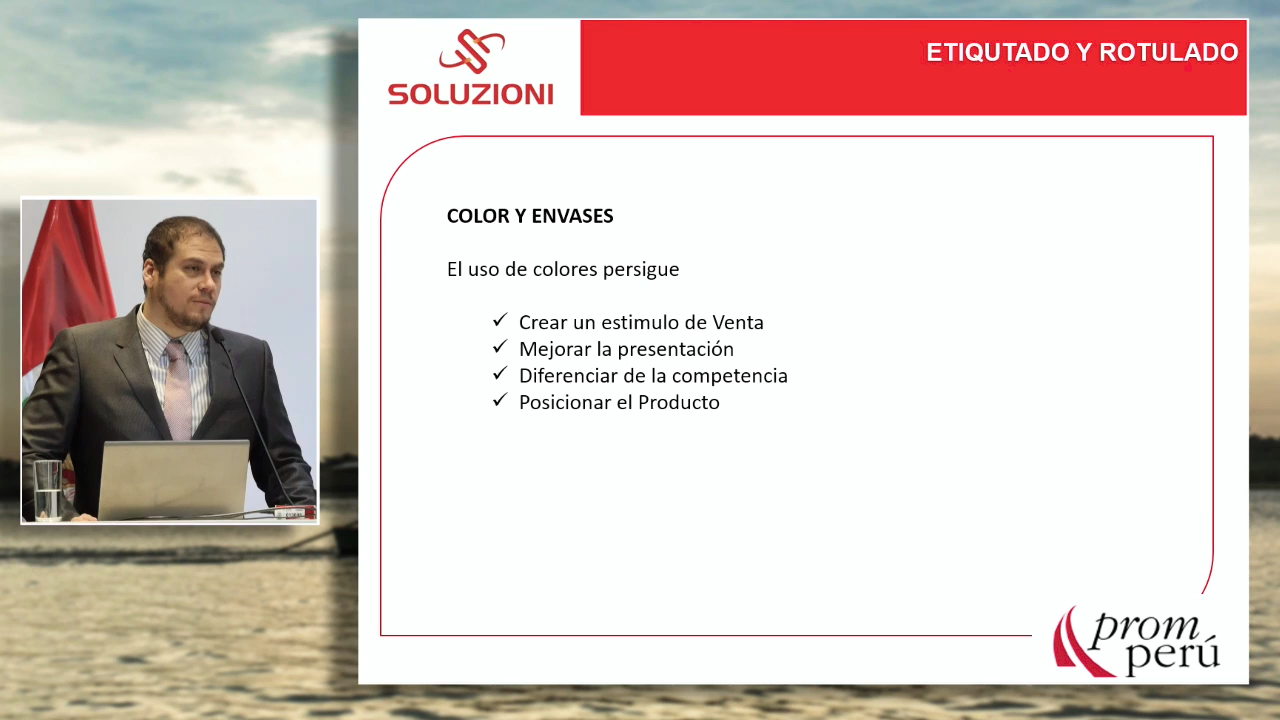 SOLUZIONI
ETIQUTADO Y ROTULADO
COLOR Y ENVASES
El uso de colores persigue
✓ Crear un estimulo de Venta
✓ Mejorar la presentación
✓ Diferenciar de la competencia
✓ Posicionar el Producto
prom
perú